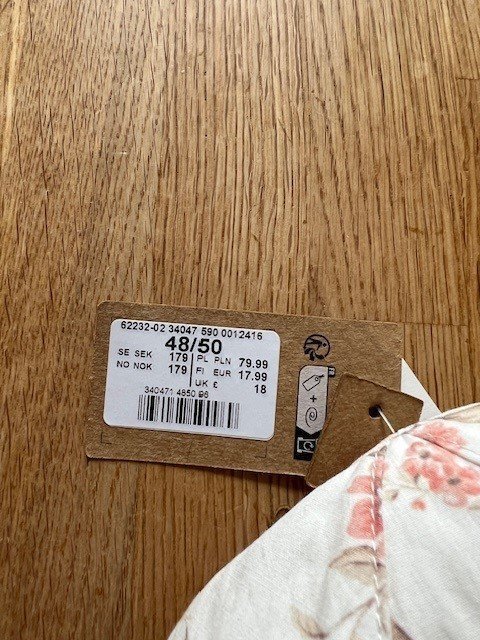 62232-02 34047 590 0012416
48/50
SE SEK 179 PL PLN 79.99
NO NOK 179 FI EUR 17.99
UK £ 18
340471 4850 96